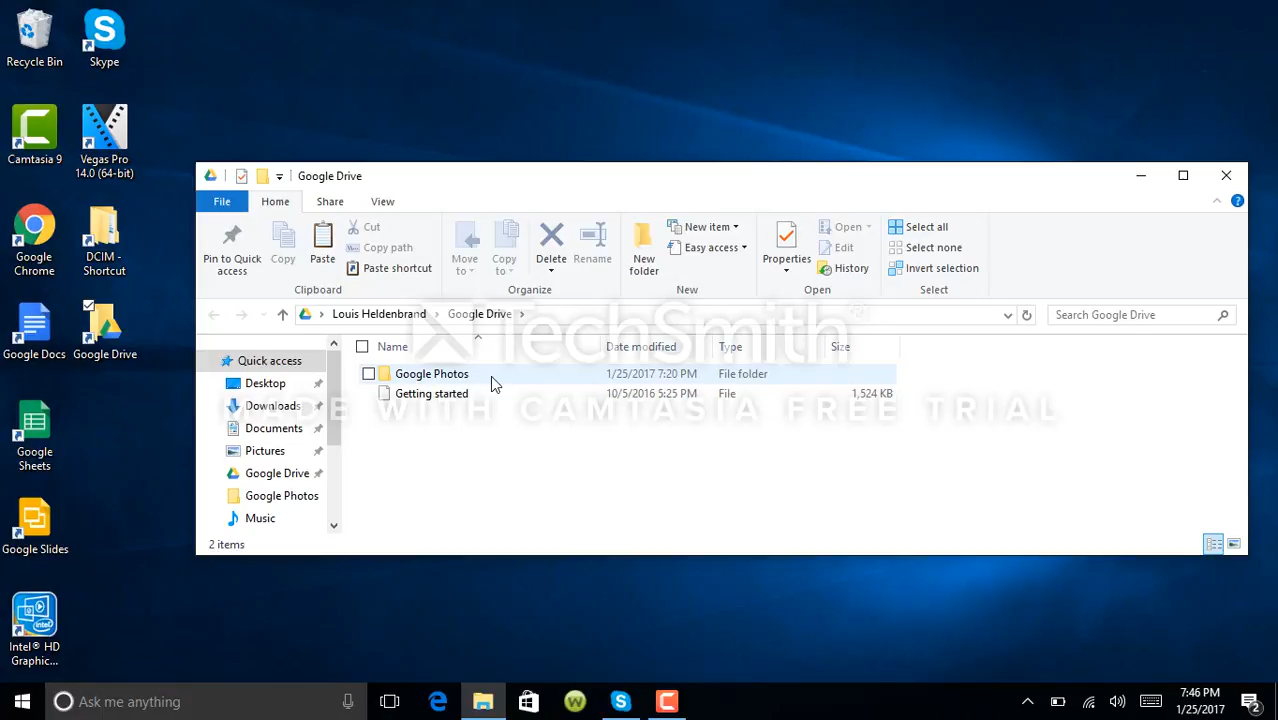 Recycle Bin
Skype
Camtasia 9
Vegas Pro
14.0 (64-bit)
Google
Chrome
DCIM -
Shortcut
Google Docs
Google Drive
Google
Sheets
Google Slides
Intel® HD
Graphic...
Google Drive
File Home Share View
Pin to Quick
access
Copy
Paste
Cut
Copy path
Paste shortcut
Clipboard
Move
to
Copy
to
Delete
Rename
Organize
New
folder
New item
Easy access
New
Properties
Open
Edit
History
Open
Select all
Select none
Invert selection
Select
Louis Heldenbrand Google Drive
Search Google Drive
TechSmith
MADE WITH CAMTASIA FREE TRIAL
Quick access
Desktop
Downloads
Documents
Pictures
Google Drive
Google Photos
Music
Name Date modified Type Size
Google Photos 1/25/2017 7:20 PM File folder
Getting started 10/5/2016 5:25 PM File 1,524 KB
2 items
Ask me anything
7:46 PM
1/25/2017
2